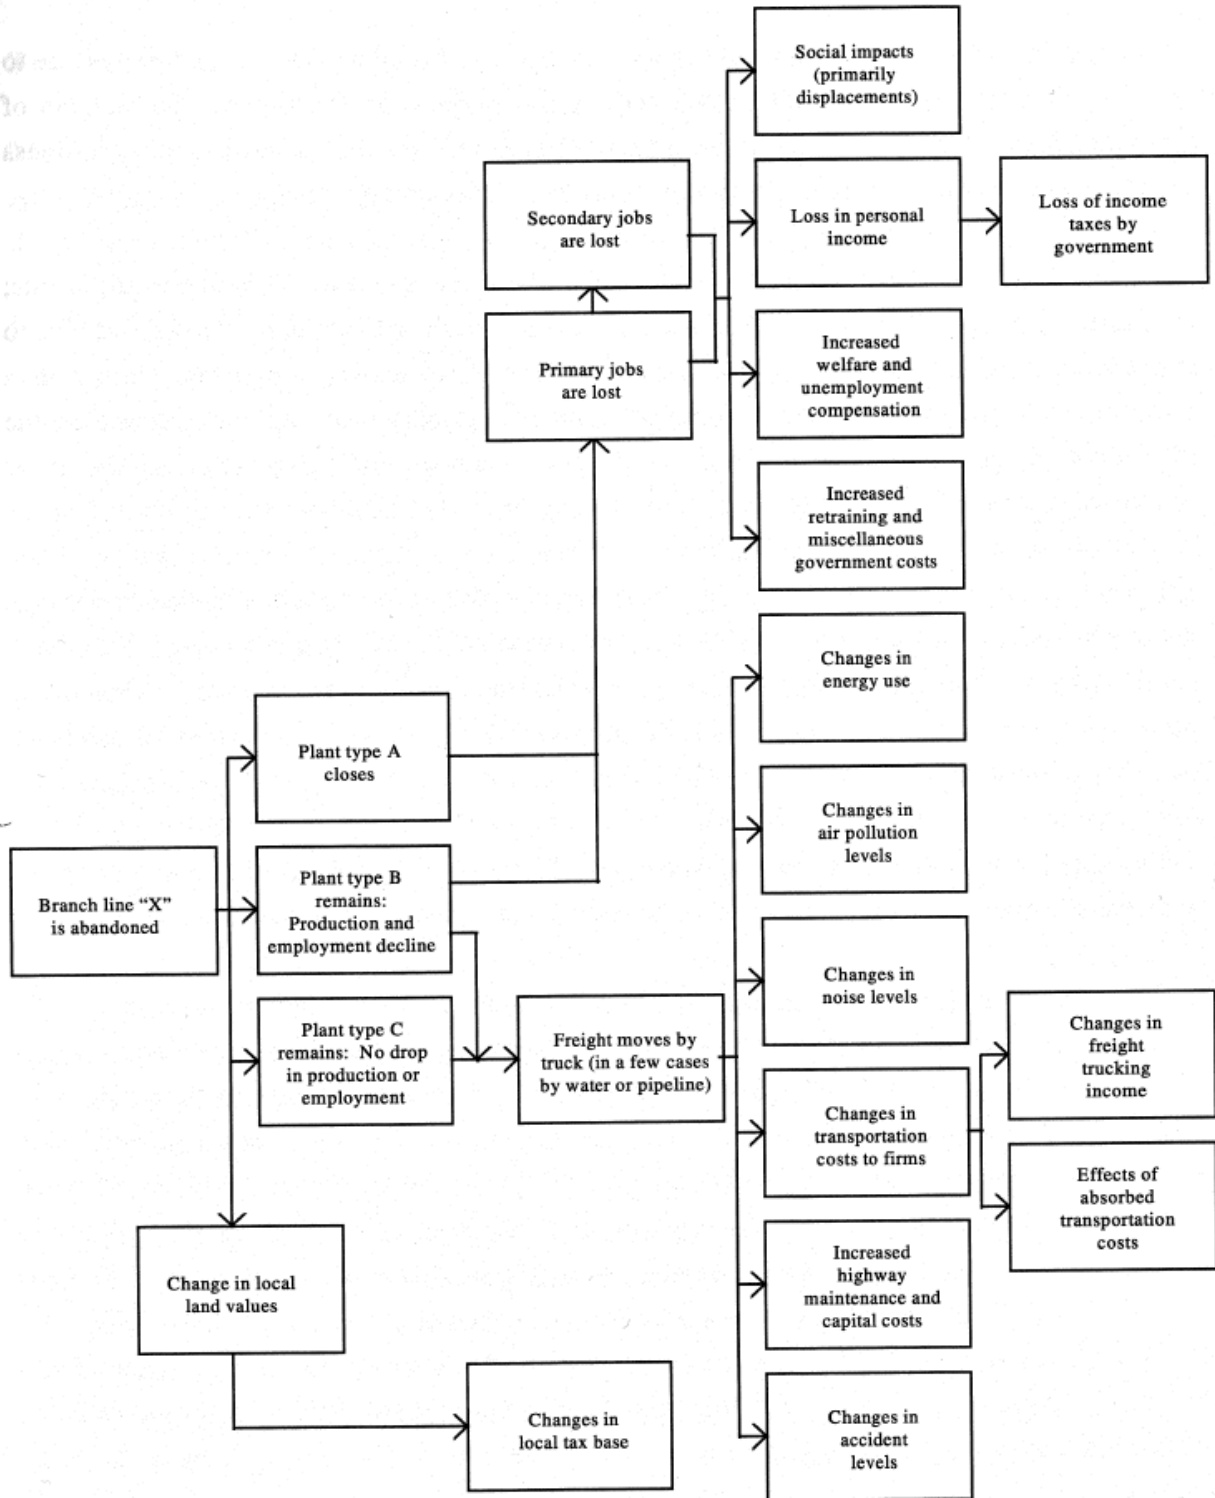 Social impacts
(primarily
displacements)
Secondary jobs
are lost
Loss in personal
income
Loss of income
taxes by
government
Primary jobs
are lost
Increased
welfare and
unemployment
compensation
Increased
retraining and
miscellaneous
government costs
Changes in
energy use
Plant type A
closes
Changes in
air pollution
levels
Branch line “X”
is abandoned
Plant type B
remains:
Production and
employment decline
Changes in
noise levels
Plant type C
remains: No drop
in production or
employment
Freight moves by
truck (in a few cases
by water or pipeline)
Changes in
transportation
costs to firms
Changes in
freight
trucking
income
Effects of
absorbed
transportation
costs
Change in local
land values
Increased
highway
maintenance and
capital costs
Changes in
local tax base
Changes in
accident
levels